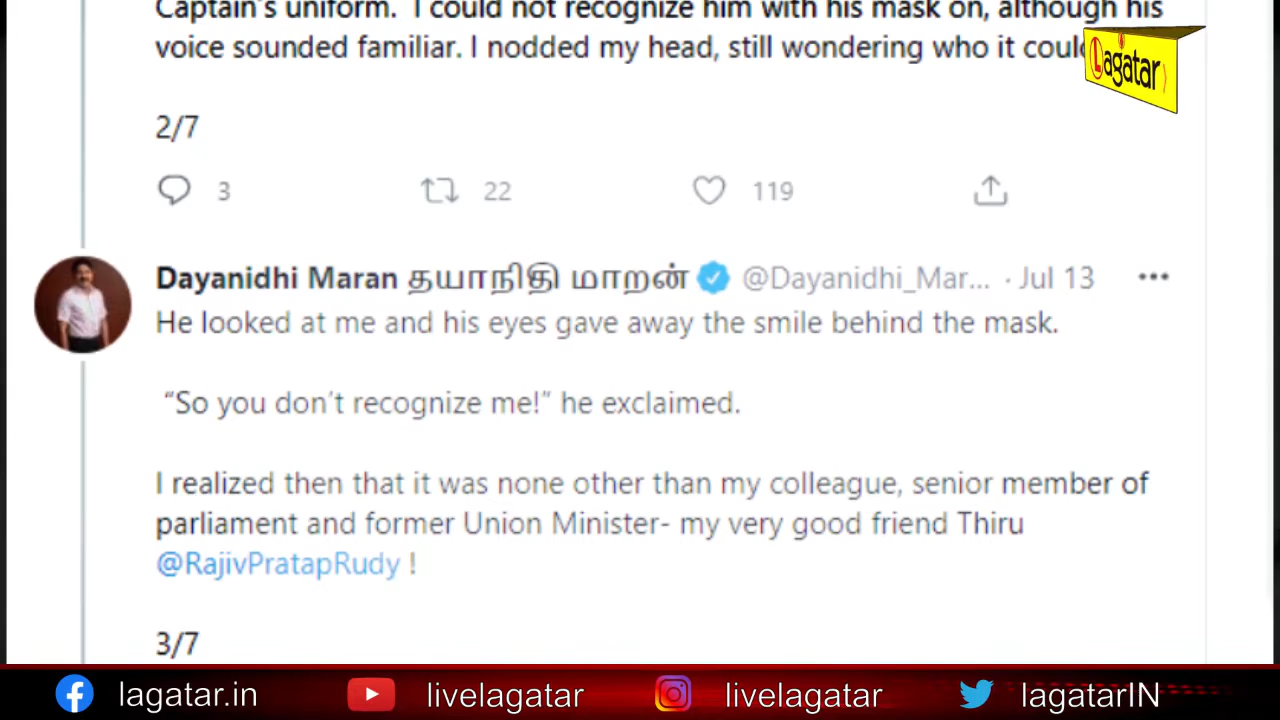 Captain's uniform. I could not recognize him with his mask on, although his
voice sounded familiar. I nodded my head, still wondering who it coul
Lagatar
2/7
3 22 119
Dayanidhi Maran தயாநிதி மாறன் @Dayanidhi_Mar... · Jul 13 •••
He looked at me and his eyes gave away the smile behind the mask.
“So you don't recognize me!” he exclaimed.
I realized then that it was none other than my colleague, senior member of
parliament and former Union Minister- my very good friend Thiru
@RajivPratapRudy !
3/7
lagatar.in livelagatar livelagatar lagatarIN